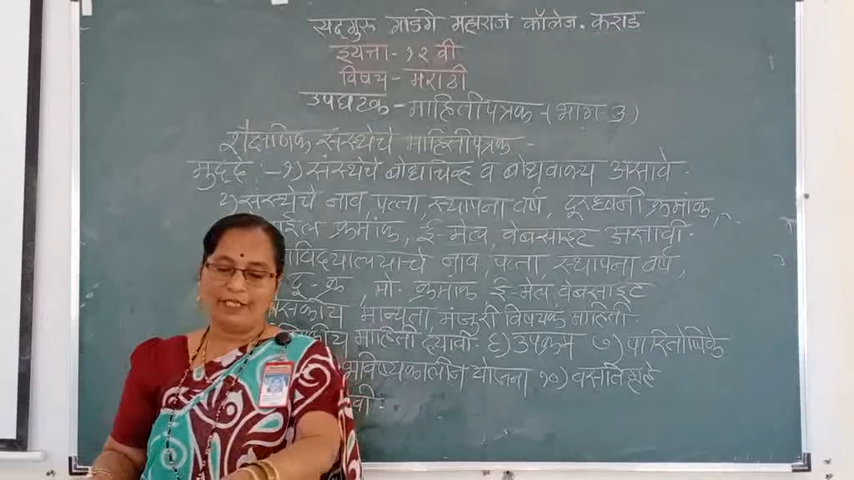 सद्गुरु गाडगे महाराज कॉलेज. कराड
इयत्ता - १२ वी
विषय - मराठी
उपघटक - माहितीपत्रक - (भाग ३)
शैक्षणिक संस्थेचे माहितीपत्रक -
मुद्दे :- १) संस्थेचे बोधचिन्ह व बोधवाक्य असावे.
२) संस्थेचे नाव, पत्ता, स्थापना वर्ष, दूरध्वनी क्रमांक,
ईल क्रमांक, ई-मेल, वेबसाइट असावी.
विद्यालयाचे नाव, पत्ता, स्थापना वर्ष,
दू. क्र., मो. क्रमांक ई-मेल, वेबसाइट
सकीय मान्यता, मंजुरी विषयक माहिती.
माहिती द्यावी. ६) उपक्रम ७) पारितोषिके
भविष्यकालीन योजना १०) वसतिगृहे
वी.